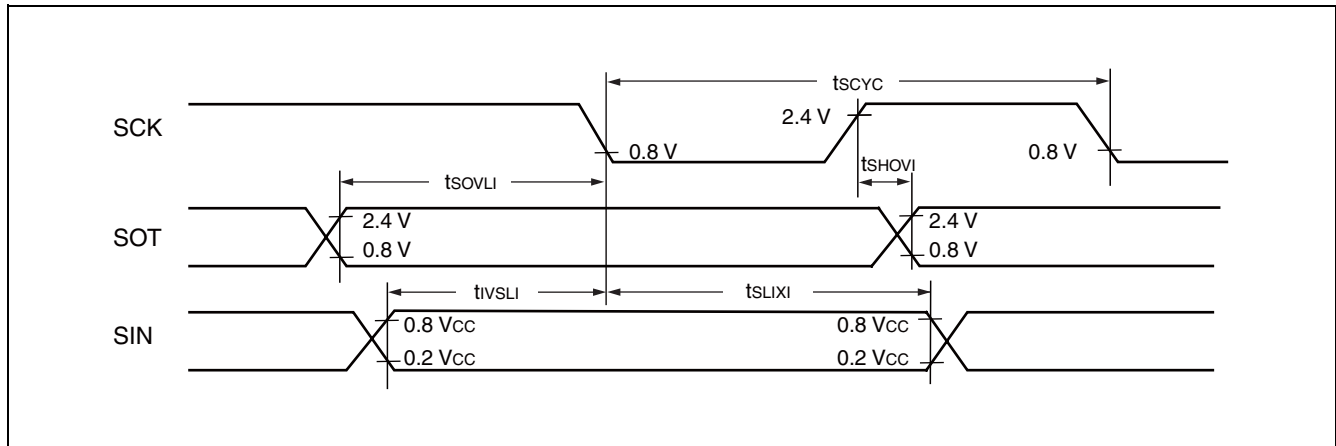 tSCYC
SCK
2.4 V
0.8 V
0.8 V
tSHOVI
tSOVLI
SOT
2.4 V
2.4 V
0.8 V
0.8 V
tIVSLI
tSLIXI
SIN
0.8 VCC
0.8 VCC
0.2 VCC
0.2 VCC